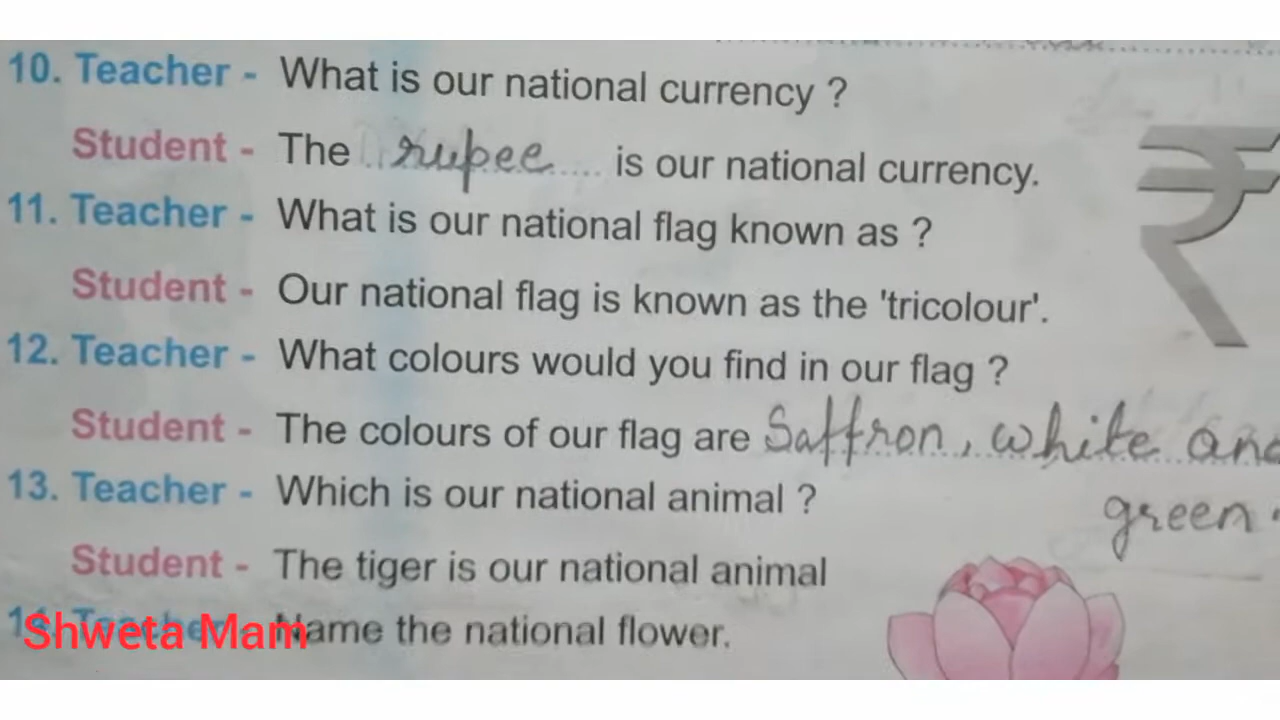 10. Teacher - What is our national currency ?
Student - The rupee is our national currency.
11. Teacher - What is our national flag known as ?
Student - Our national flag is known as the 'tricolour'.
12. Teacher - What colours would you find in our flag ?
Student - The colours of our flag are Saffron, white and
green.
13. Teacher - Which is our national animal ?
Student - The tiger is our national animal
14. Teacher - Name the national flower.
Shweta Mam
₹